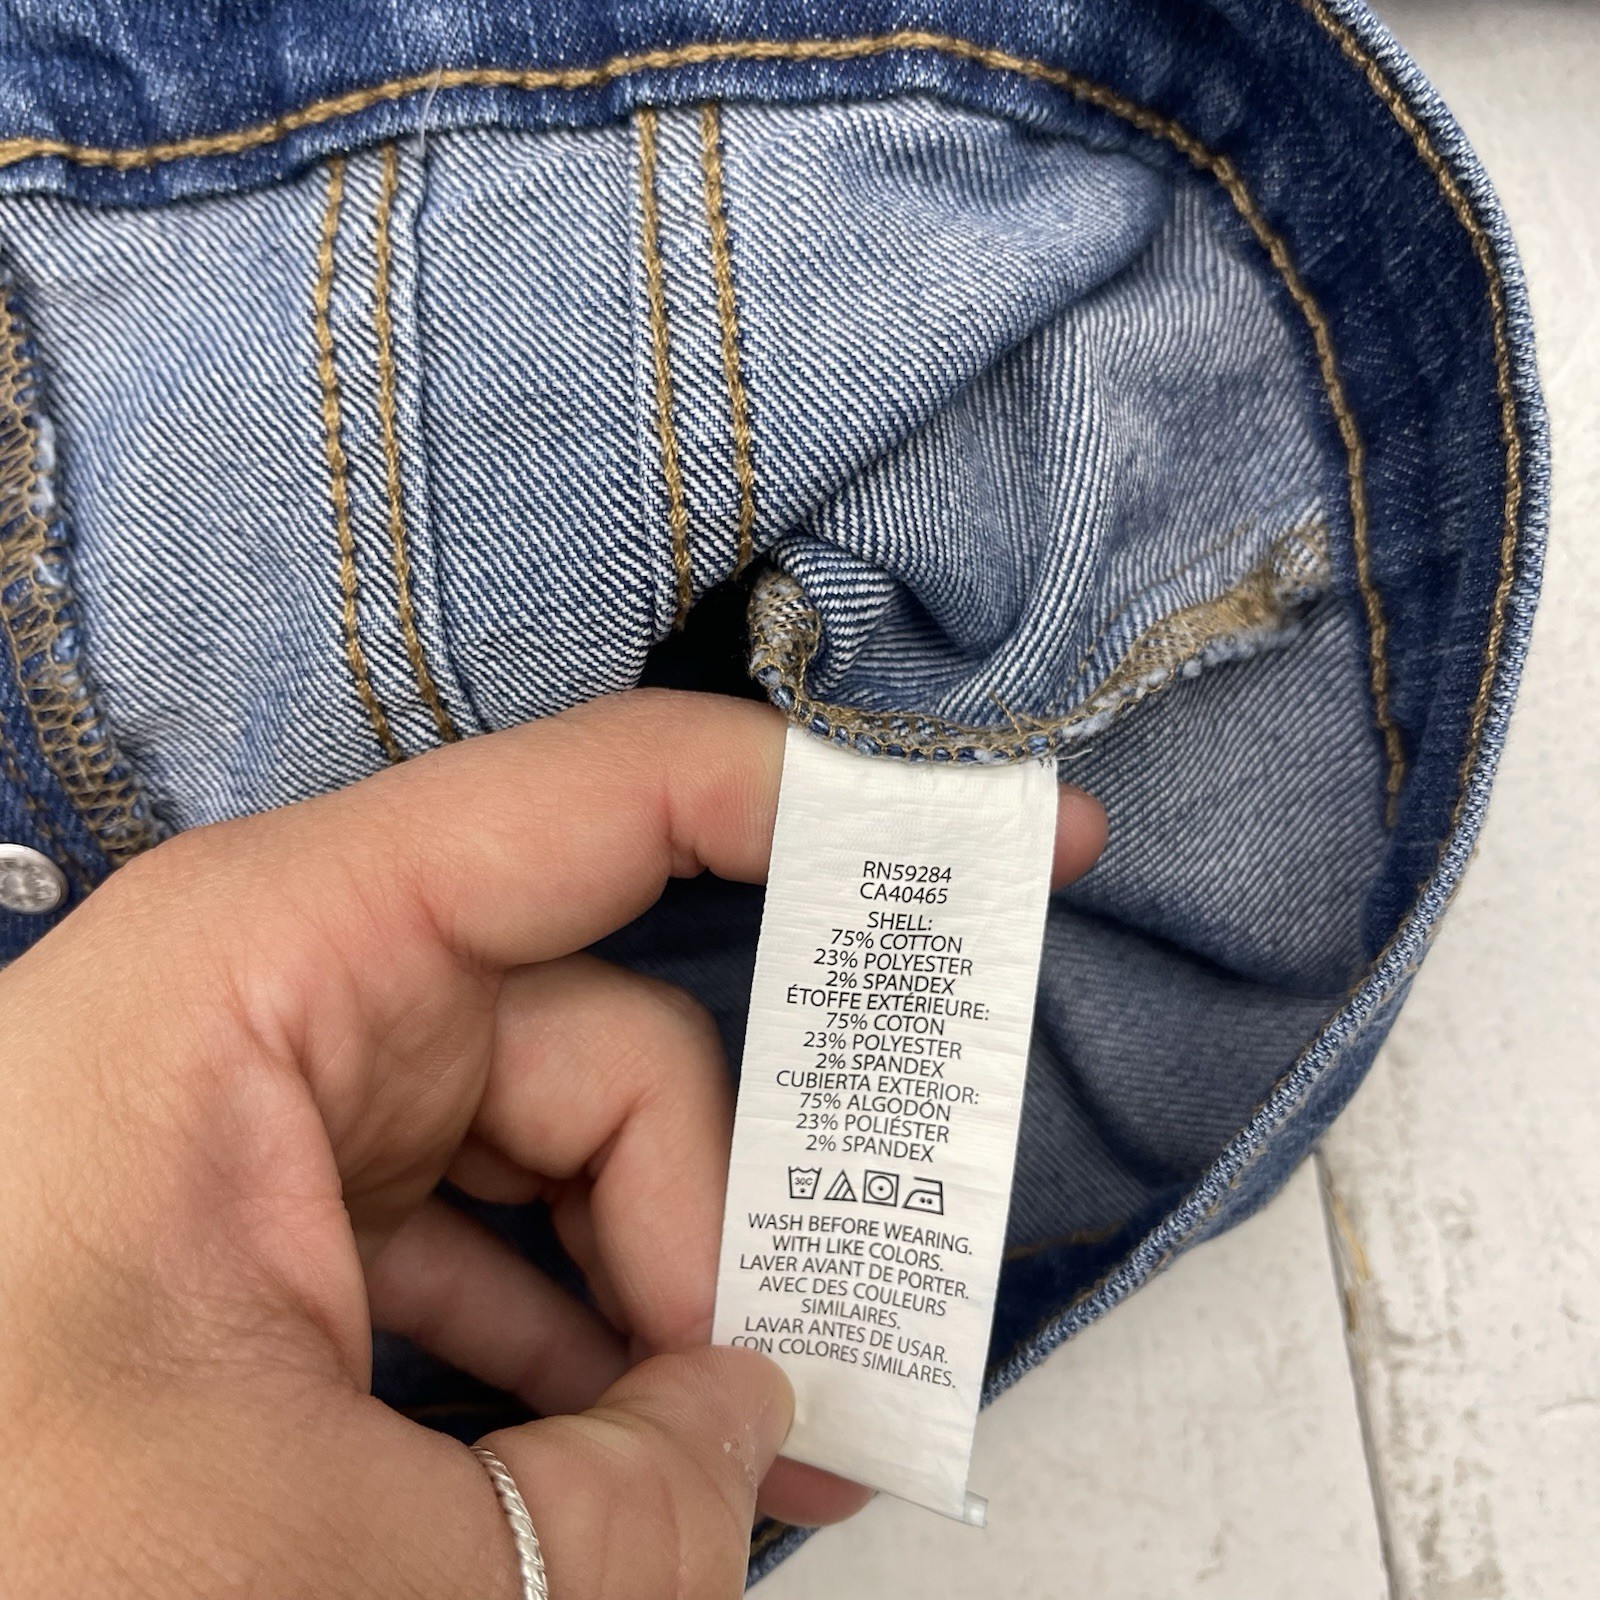 RN59284
CA40465
SHELL:
75% COTTON
23% POLYESTER
2% SPANDEX
ÉTOFFE EXTÉRIEURE:
75% COTON
23% POLYESTER
2% SPANDEX
CUBIERTA EXTERIOR:
75% ALGODÓN
23% POLIÉSTER
2% SPANDEX
30C
WASH BEFORE WEARING.
WITH LIKE COLORS.
LAVER AVANT DE PORTER.
AVEC DES COULEURS
SIMILAIRES.
LAVAR ANTES DE USAR.
CON COLORES SIMILARES.